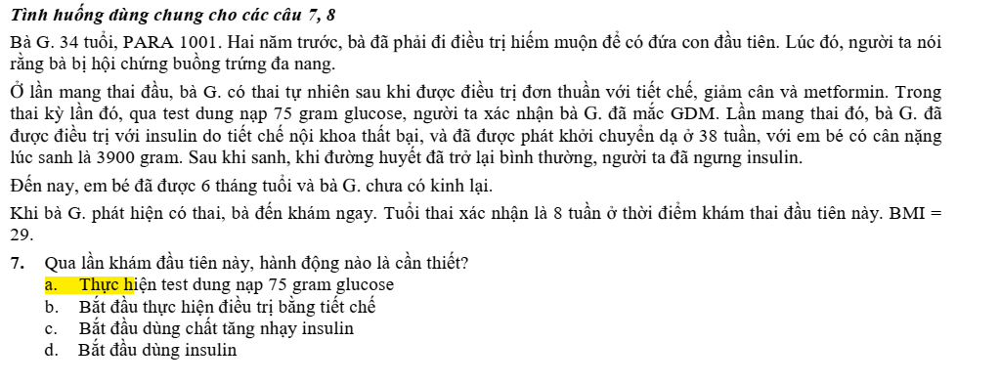 Tình huống dùng chung cho các câu 7, 8
Bà G. 34 tuổi, PARA 1001. Hai năm trước, bà đã phải đi điều trị hiếm muộn để có đứa con đầu tiên. Lúc đó, người ta nói
rằng bà bị hội chứng buồng trứng đa nang.
Ở lần mang thai đầu, bà G. có thai tự nhiên sau khi được điều trị đơn thuần với tiết chế, giảm cân và metformin. Trong
thai kỳ lần đó, qua test dung nạp 75 gram glucose, người ta xác nhận bà G. đã mắc GDM. Lần mang thai đó, bà G. đã
được điều trị với insulin do tiết chế nội khoa thất bại, và đã được phát khởi chuyển dạ ở 38 tuần, với em bé có cân nặng
lúc sanh là 3900 gram. Sau khi sanh, khi đường huyết đã trở lại bình thường, người ta đã ngưng insulin.
Đến nay, em bé đã được 6 tháng tuổi và bà G. chưa có kinh lại.
Khi bà G. phát hiện có thai, bà đến khám ngay. Tuổi thai xác nhận là 8 tuần ở thời điểm khám thai đầu tiên này. BMI =
29.
7. Qua lần khám đầu tiên này, hành động nào là cần thiết?
a. Thực hiện test dung nạp 75 gram glucose
b. Bắt đầu thực hiện điều trị bằng tiết chế
c. Bắt đầu dùng chất tăng nhạy insulin
d. Bắt đầu dùng insulin